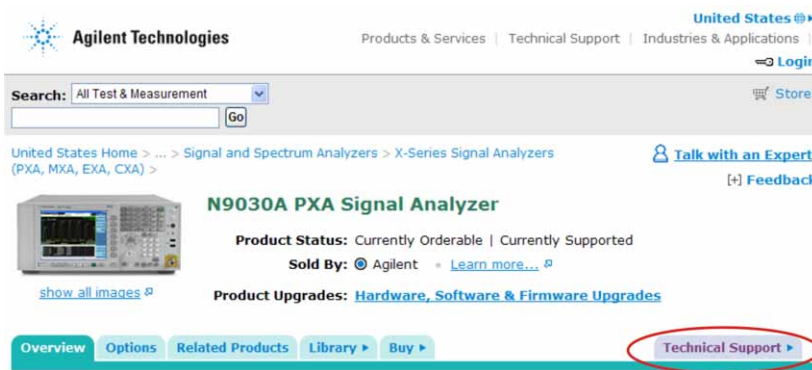 United States
Agilent Technologies
Products & Services | Technical Support | Industries & Applications |
Login
Search: All Test & Measurement
Store
Go
United States Home > ... > Signal and Spectrum Analyzers > X-Series Signal Analyzers
(PXA, MXA, EXA, CXA) >
Talk with an Expert
[+] Feedback
N9030A PXA Signal Analyzer
Product Status: Currently Orderable | Currently Supported
Sold By: Agilent Learn more...
show all images
Product Upgrades: Hardware, Software & Firmware Upgrades
Overview Options Related Products Library Buy Technical Support